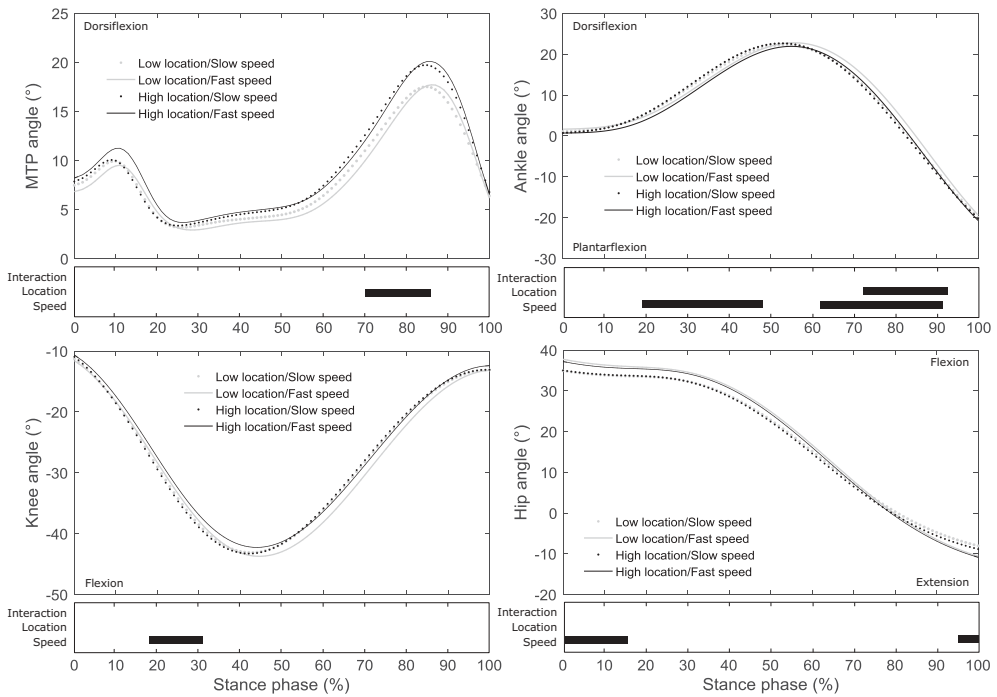 25
20
15
10
5
0
MTP angle (°)
Dorsiflexion
Low location/Slow speed
Low location/Fast speed
High location/Slow speed
High location/Fast speed
Interaction
Location
Speed
0 10 20 30 40 50 60 70 80 90 100
30
20
10
0
-10
-20
-30
Ankle angle (°)
Dorsiflexion
Low location/Slow speed
Low location/Fast speed
High location/Slow speed
High location/Fast speed
Plantarflexion
Interaction
Location
Speed
0 10 20 30 40 50 60 70 80 90 100
-10
-20
-30
-40
-50
Knee angle (°)
Low location/Slow speed
Low location/Fast speed
High location/Slow speed
High location/Fast speed
Flexion
Interaction
Location
Speed
0 10 20 30 40 50 60 70 80 90 100
Stance phase (%)
40
30
20
10
0
-10
-20
Hip angle (°)
Flexion
Low location/Slow speed
Low location/Fast speed
High location/Slow speed
High location/Fast speed
Extension
Interaction
Location
Speed
0 10 20 30 40 50 60 70 80 90 100
Stance phase (%)